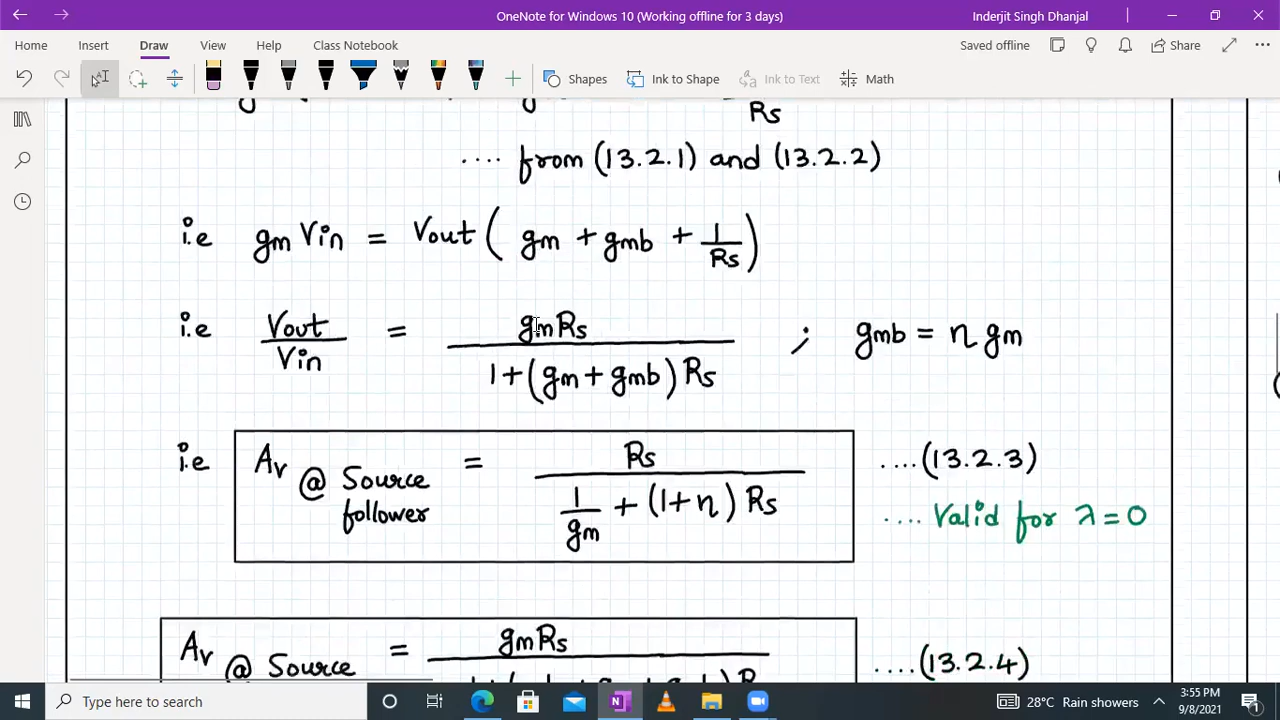 OneNote for Windows 10 (Working offline for 3 days)
Inderjit Singh Dhanjal
Home Insert Draw View Help Class Notebook
Saved offline
Share
Shapes Ink to Shape Ink to Text Math
Rs
.... from (13.2.1) and (13.2.2)
i.e gm Vin = Vout ( gm + gmb + 1/Rs )
i.e Vout/Vin = gmRs / 1+(gm+gmb)Rs ; gmb = η gm
i.e Av @ Source follower = Rs / 1/gm + (1+η) Rs ....(13.2.3)
.... Valid for λ=0
Av @ Source = gmRs ....(13.2.4)
Type here to search
28°C Rain showers
3:55 PM
9/8/2021
1